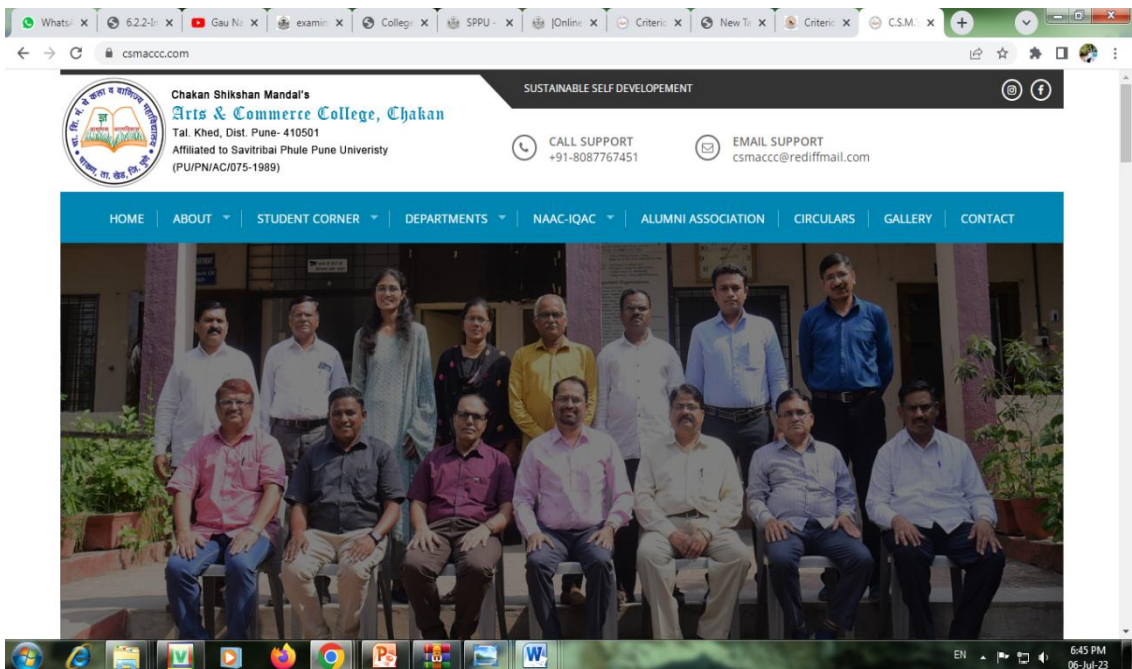 WhatsA
6.2.2-In
Gau Na
examin
College
SPPU -
|Online
Criteric
New Ta
Criteric
C.S.M.'s
csmaccc.com
SUSTAINABLE SELF DEVELOPEMENT
Chakan Shikshan Mandal's
Arts & Commerce College, Chakan
Tal. Khed, Dist. Pune- 410501
Affiliated to Savitribai Phule Pune Univeristy
(PU/PN/AC/075-1989)
CALL SUPPORT
+91-8087767451
EMAIL SUPPORT
csmaccc@rediffmail.com
HOME ABOUT STUDENT CORNER DEPARTMENTS NAAC-IQAC ALUMNI ASSOCIATION CIRCULARS GALLERY CONTACT
EN
6:45 PM
06-Jul-23